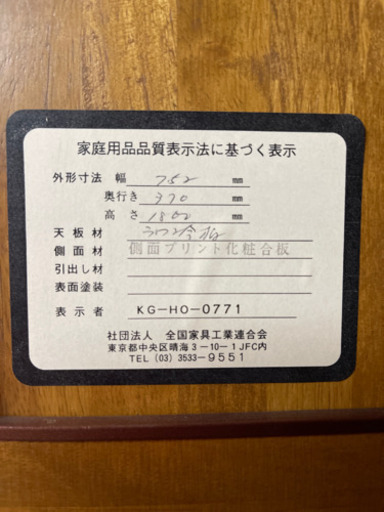 家庭用品品質表示法に基づく表示
外形寸法 幅 752 mm
奥行き 370 mm
高さ 1802 mm
天板材
側面材 側面プリント化粧合板
引出し材
表面塗装
表示者 KG-HO-0771
社団法人 全国家具工業連合会
東京都中央区晴海3-10-1JFC内
TEL (03) 3533-9551